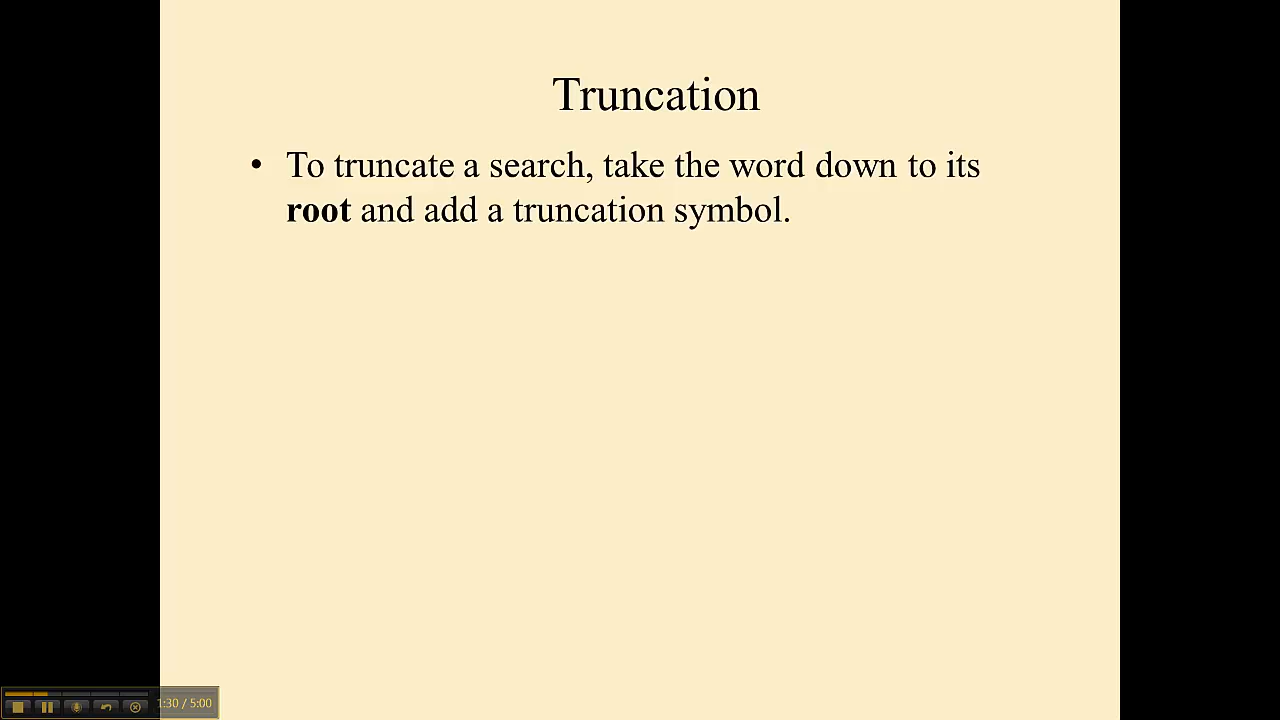 Truncation
• To truncate a search, take the word down to its
root and add a truncation symbol.
1:30 / 5:00